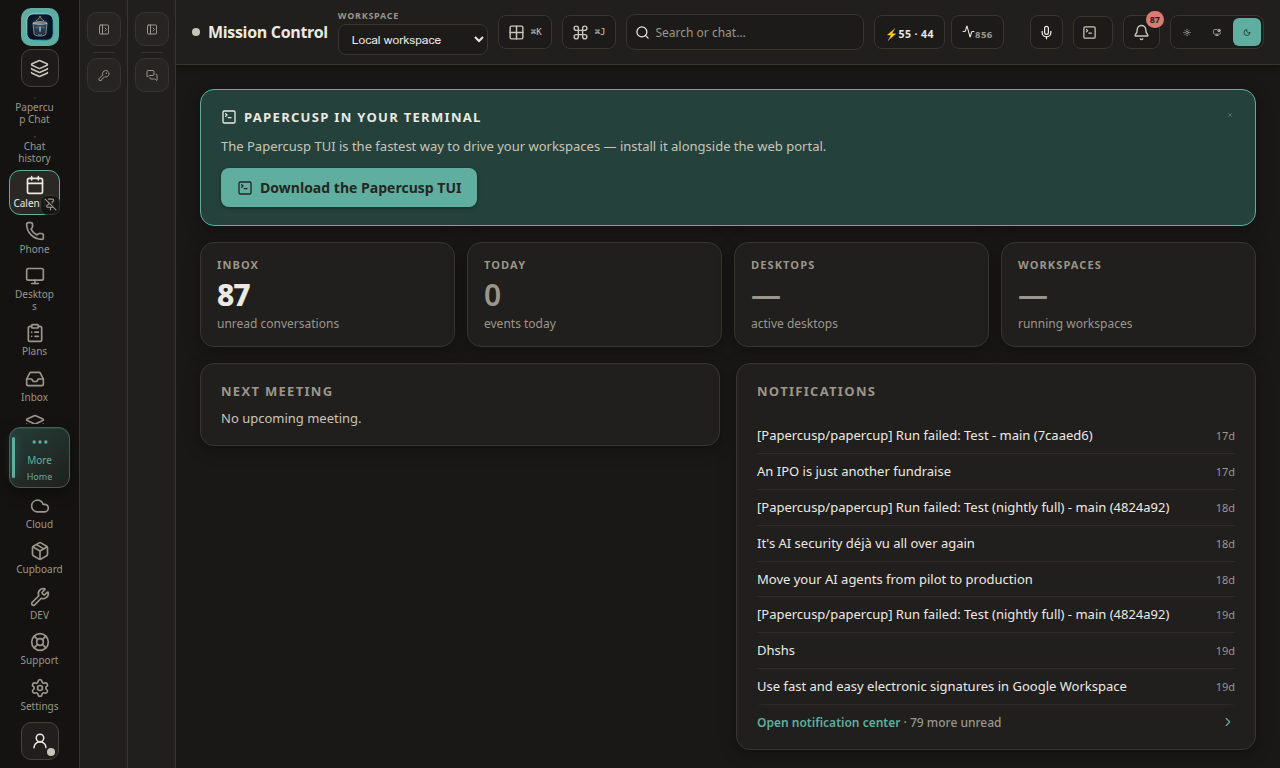 Papercu
p Chat
Chat
history
Calen
Phone
Desktop
s
Plans
Inbox
More
Home
Cloud
Cupboard
DEV
Support
Settings
Mission Control
WORKSPACE
Local workspace
⌘K
⌘J
Search or chat...
⚡55 · 44
856
87
PAPERCUSP IN YOUR TERMINAL
×
The Papercusp TUI is the fastest way to drive your workspaces — install it alongside the web portal.
Download the Papercusp TUI
INBOX
87
unread conversations
TODAY
0
events today
DESKTOPS
—
active desktops
WORKSPACES
—
running workspaces
NEXT MEETING
No upcoming meeting.
NOTIFICATIONS
[Papercusp/papercup] Run failed: Test - main (7caaed6) 17d
An IPO is just another fundraise 17d
[Papercusp/papercup] Run failed: Test (nightly full) - main (4824a92) 18d
It's AI security déjà vu all over again 18d
Move your AI agents from pilot to production 18d
[Papercusp/papercup] Run failed: Test (nightly full) - main (4824a92) 19d
Dhshs 19d
Use fast and easy electronic signatures in Google Workspace 19d
Open notification center · 79 more unread